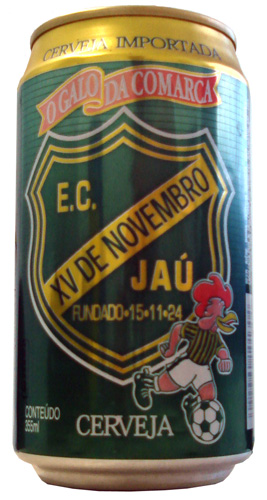 CERVEJA IMPORTADA
O GALO DA COMARCA
E.C.
XV DE NOVEMBRO
JAÚ
FUNDADO•15•11•24
CONTEÚDO
355ml
CERVEJA